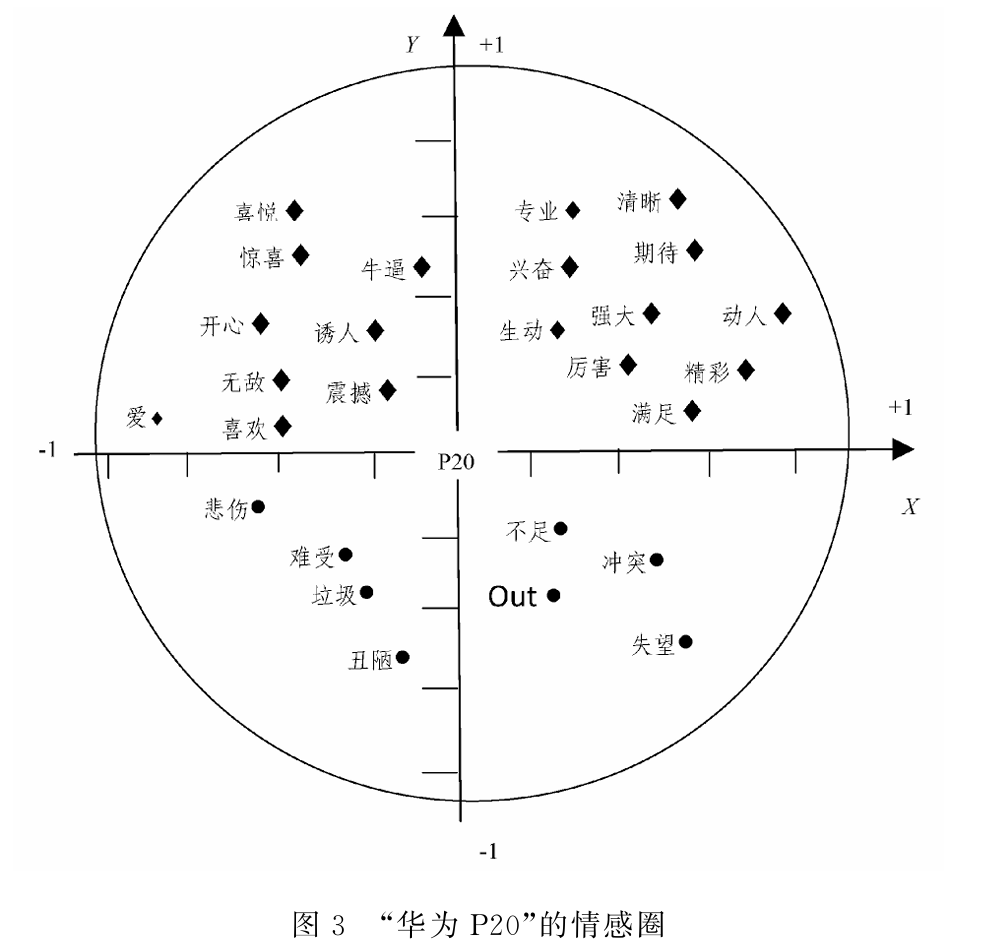 Y +1
清晰
喜悦 专业
惊喜 期待
牛逼 兴奋
强大 动人
开心 诱人 生动
厉害
无敌 精彩
震撼
满足 +1
爱 喜欢
-1 P20
X
悲伤
不足
难受 冲突
垃圾 Out
失望
丑陋
-1
图 3 “华为 P20”的情感圈